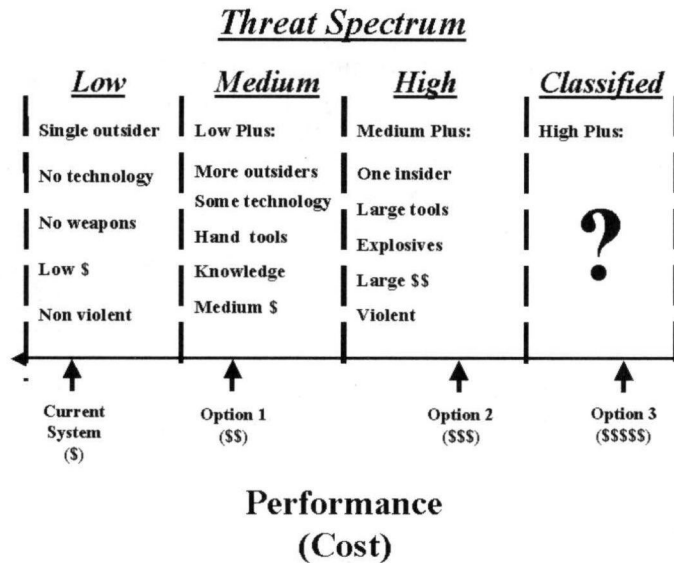 Threat Spectrum
Low
Single outsider
No technology
No weapons
Low $
Non violent
Medium
Low Plus:
More outsiders
Some technology
Hand tools
Knowledge
Medium $
High
Medium Plus:
One insider
Large tools
Explosives
Large $$
Violent
Classified
High Plus:
?
Current
System
($)
Option 1
($$)
Option 2
($$$)
Option 3
($$$$$)
Performance
(Cost)